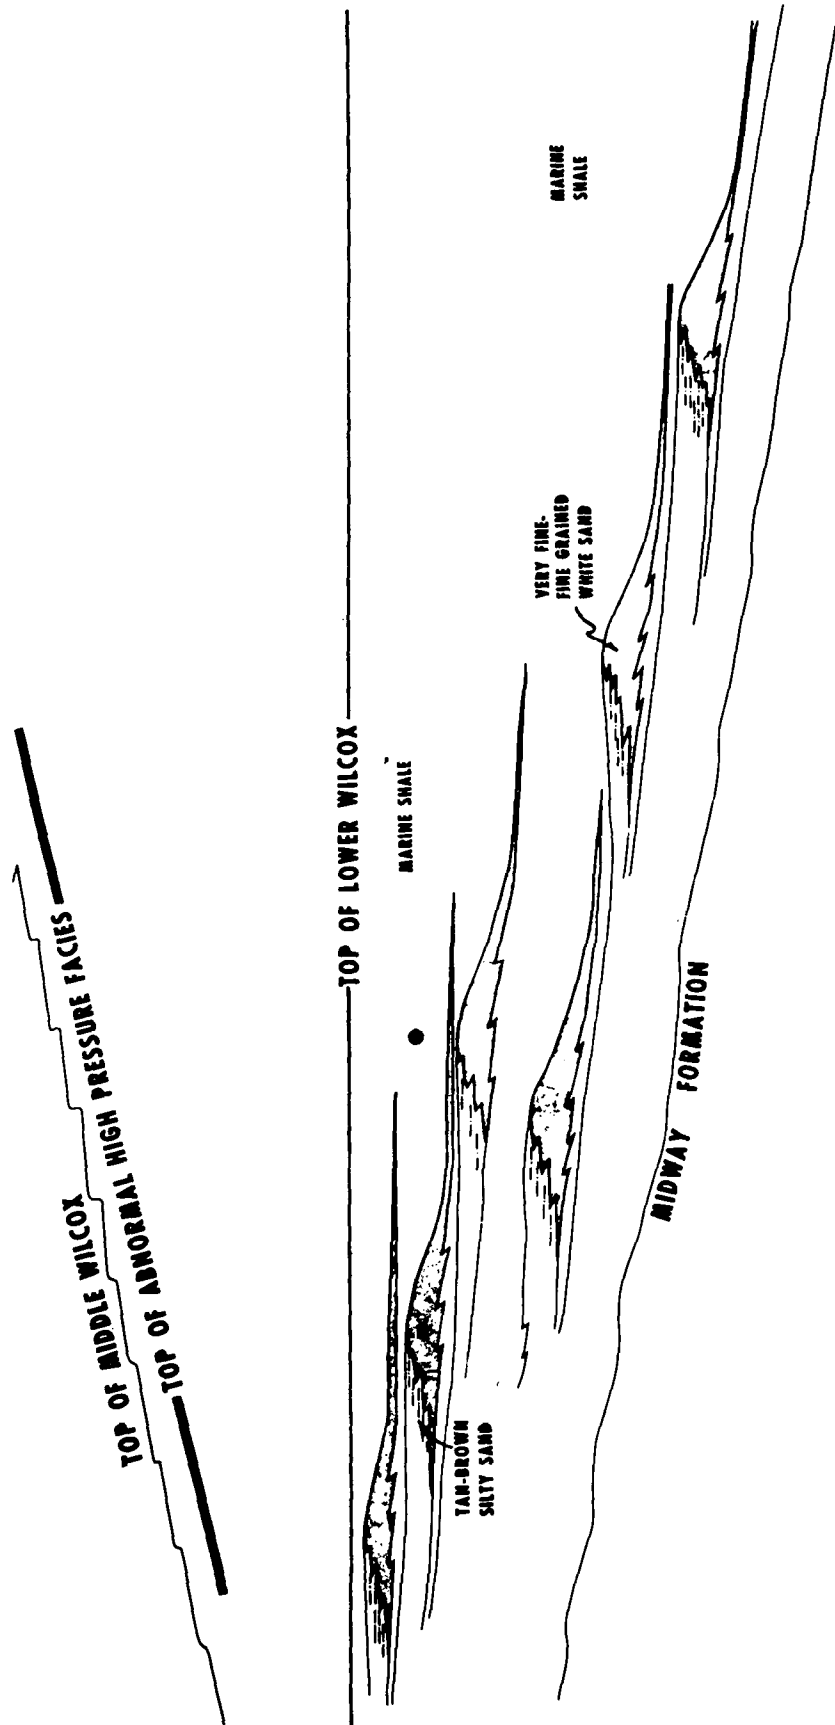 TOP OF MIDDLE WILCOX
TOP OF ABNORMAL HIGH PRESSURE FACIES
TOP OF LOWER WILCOX
MARINE SHALE
MARINE
SHALE
VERY FINE-
FINE GRAINED
WHITE SAND
TAN-BROWN
SILTY SAND
MIDWAY FORMATION